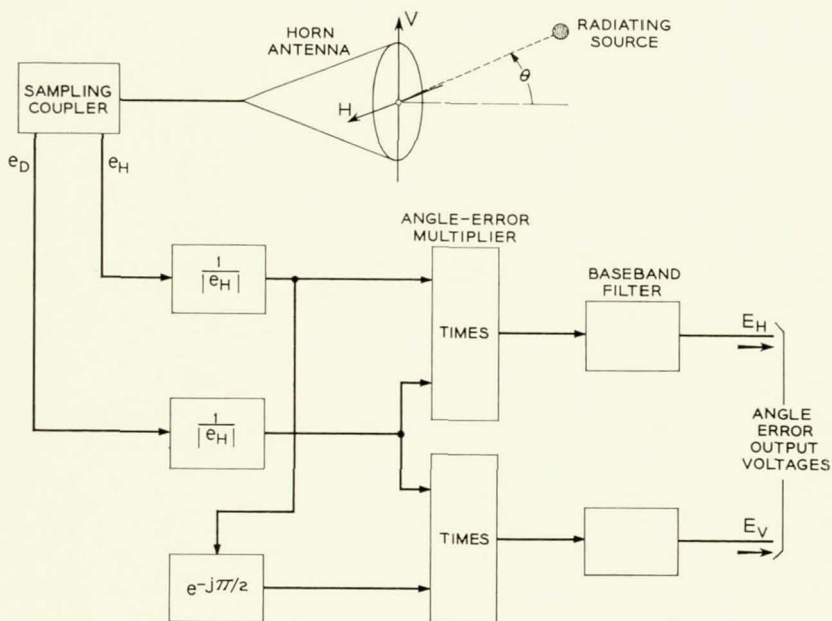 V
HORN
ANTENNA
RADIATING
SOURCE
θ
H
SAMPLING
COUPLER
e_D
e_H
ANGLE-ERROR
MULTIPLIER
1/|e_H|
BASEBAND
FILTER
TIMES
E_H
1/|e_H|
ANGLE
ERROR
OUTPUT
VOLTAGES
TIMES
E_V
e^-jπ/2